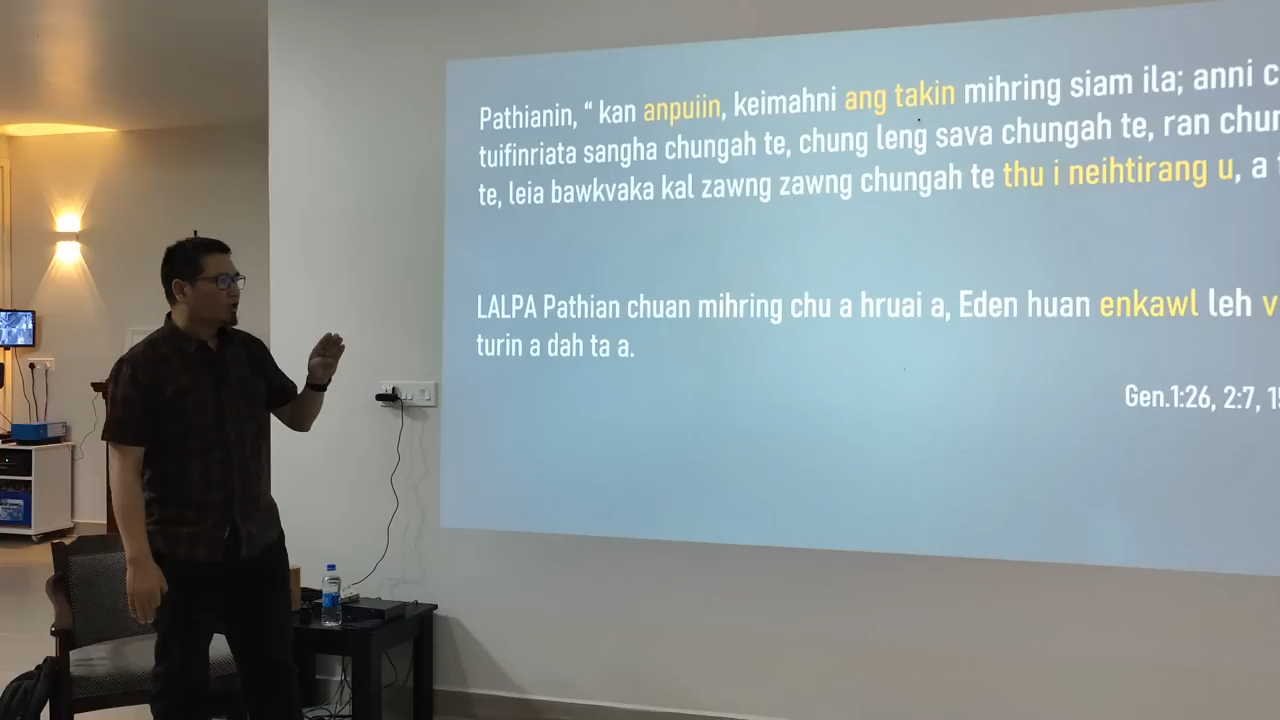 Pathianin, “ kan anpuiin, keimahni ang takin mihring siam ila; anni
tuifinriata sangha chungah te, chung leng sava chungah te, ran
te, leia bawkvaka kal zawng zawng chungah te thu i neihtirang u, a
LALPA Pathian chuan mihring chu a hruai a, Eden huan enkawl leh
turin a dah ta a.
Gen.1:26, 2:7,